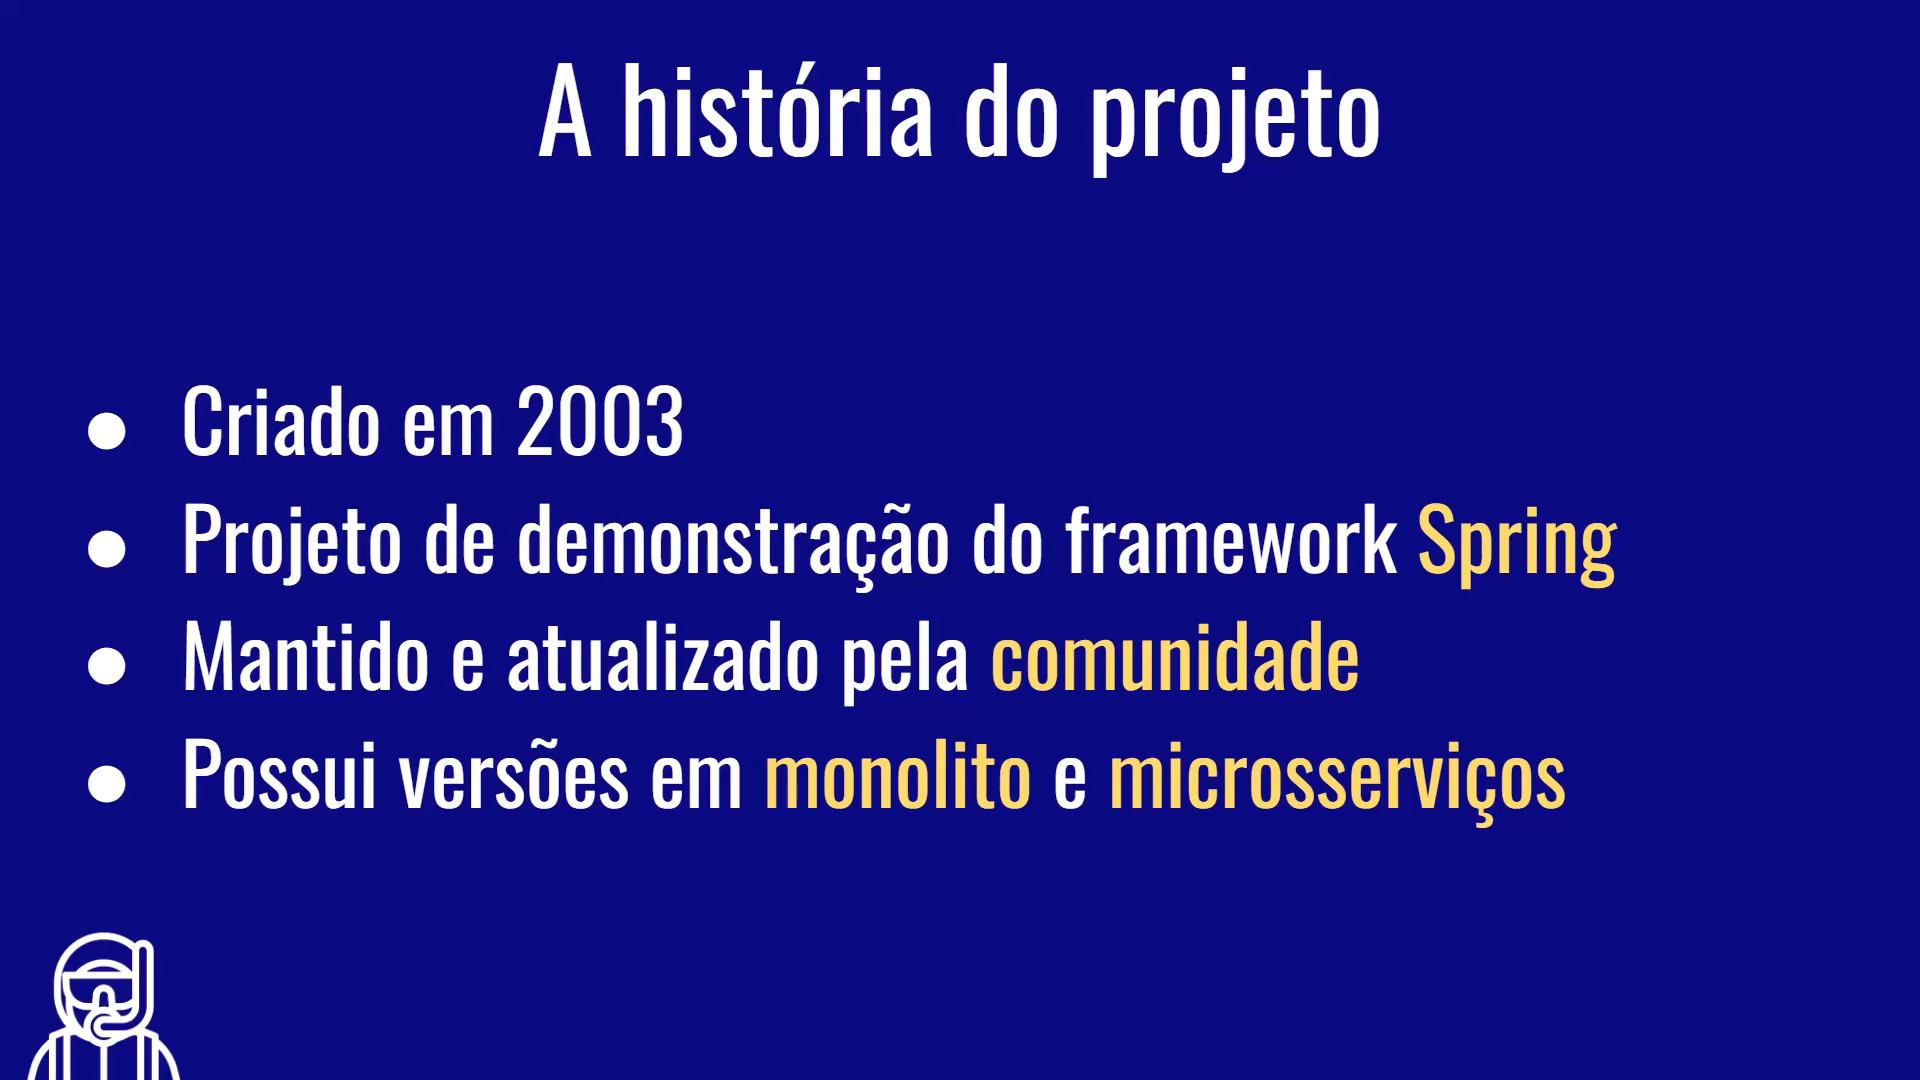 A história do projeto
● Criado em 2003
● Projeto de demonstração do framework Spring
● Mantido e atualizado pela comunidade
● Possui versões em monolito e microsserviços